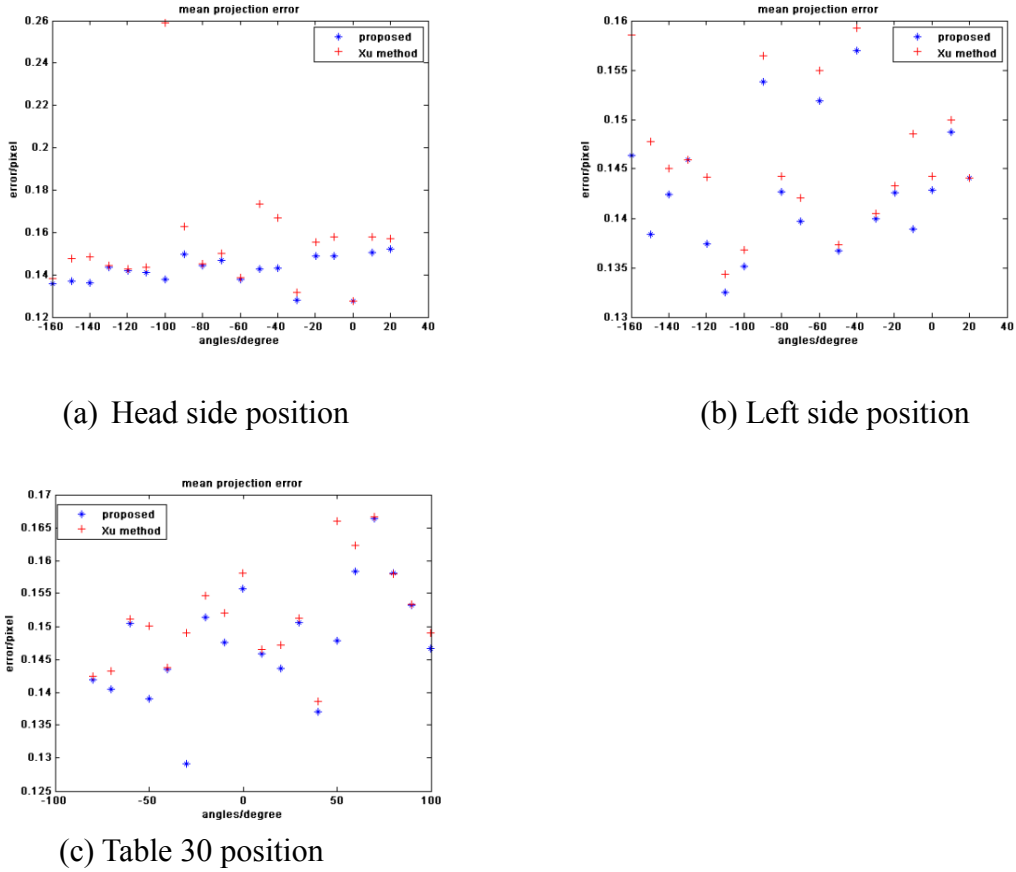 mean projection error
0.26
0.24
0.22
0.2
0.18
0.16
0.14
0.12
error/pixel
proposed
Xu method
-160 -140 -120 -100 -80 -60 -40 -20 0 20 40
angles/degree
(a) Head side position
mean projection error
0.16
0.155
0.15
0.145
0.14
0.135
0.13
error/pixel
proposed
Xu method
-160 -140 -120 -100 -80 -60 -40 -20 0 20 40
angles/degree
(b) Left side position
mean projection error
0.17
0.165
0.16
0.155
0.15
0.145
0.14
0.135
0.13
0.125
error/pixel
proposed
Xu method
-100 -50 0 50 100
angles/degree
(c) Table 30 position